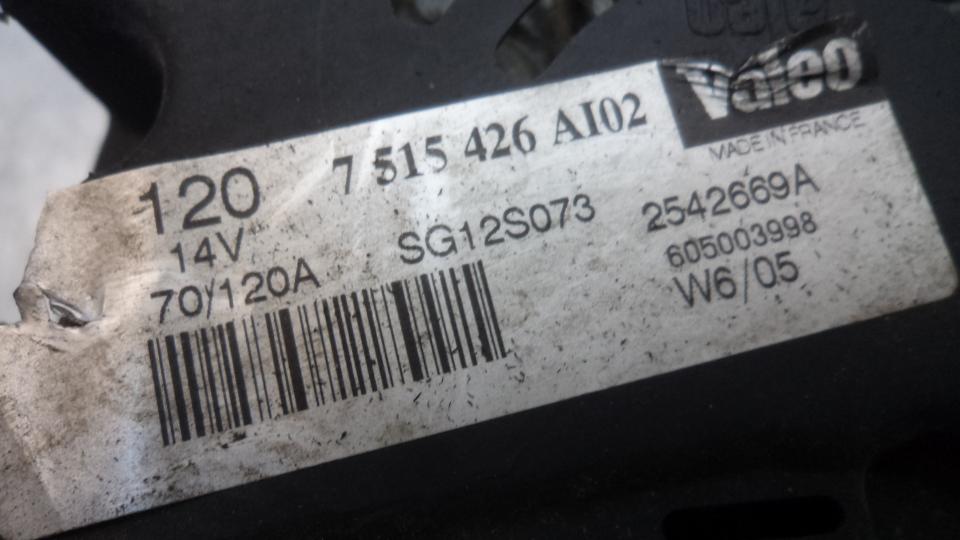 Valeo
MADE IN FRANCE
120 7 515 426 AI02
14V SG12S073 2542669A
70/120A 605003998
W6/05